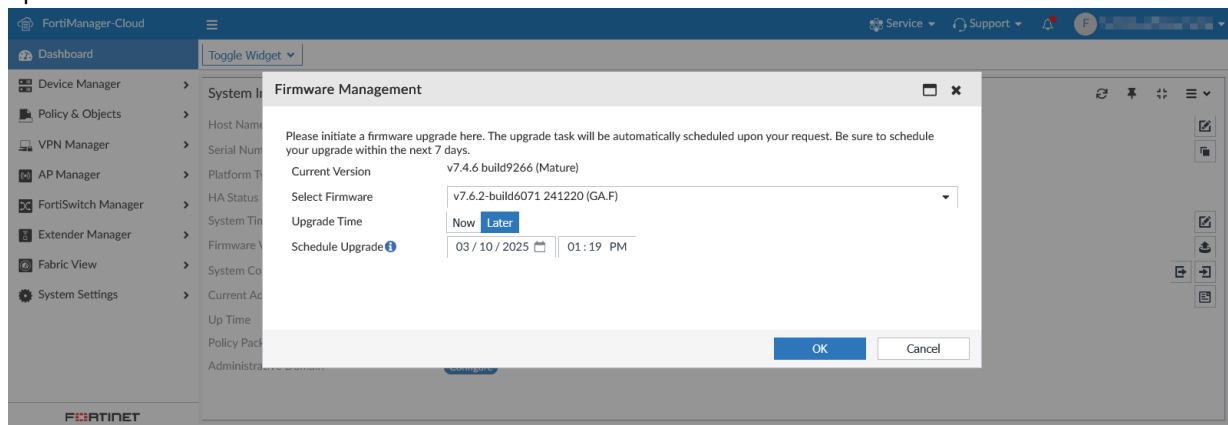 FortiManager-Cloud
Service
Support
F
Dashboard
Toggle Widget
Device Manager
Policy & Objects
VPN Manager
AP Manager
FortiSwitch Manager
Extender Manager
Fabric View
System Settings
System I
Host Name
Serial Num
Platform T
HA Status
System Tim
Firmware V
System Co
Current Ad
Up Time
Policy Pack
Administra
Firmware Management
Please initiate a firmware upgrade here. The upgrade task will be automatically scheduled upon your request. Be sure to schedule
your upgrade within the next 7 days.
Current Version v7.4.6 build9266 (Mature)
Select Firmware v7.6.2-build6071 241220 (GA.F)
Upgrade Time Now Later
Schedule Upgrade 03 / 10 / 2025 01 : 19 PM
OK Cancel
FORTINET